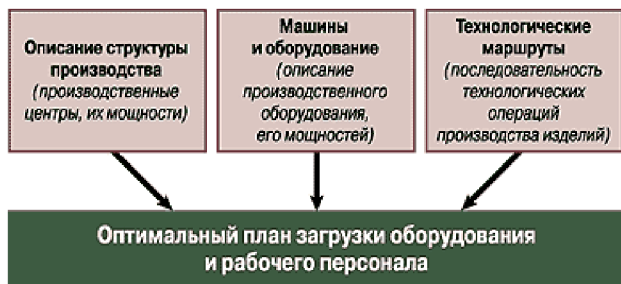 Описание структуры
производства
(производственные
центры, их мощности)
Машины
и оборудование
(описание
производственного
оборудования,
его мощностей)
Технологические
маршруты
(последовательность
технологических
операций
производства изделий)
Оптимальный план загрузки оборудования
и рабочего персонала